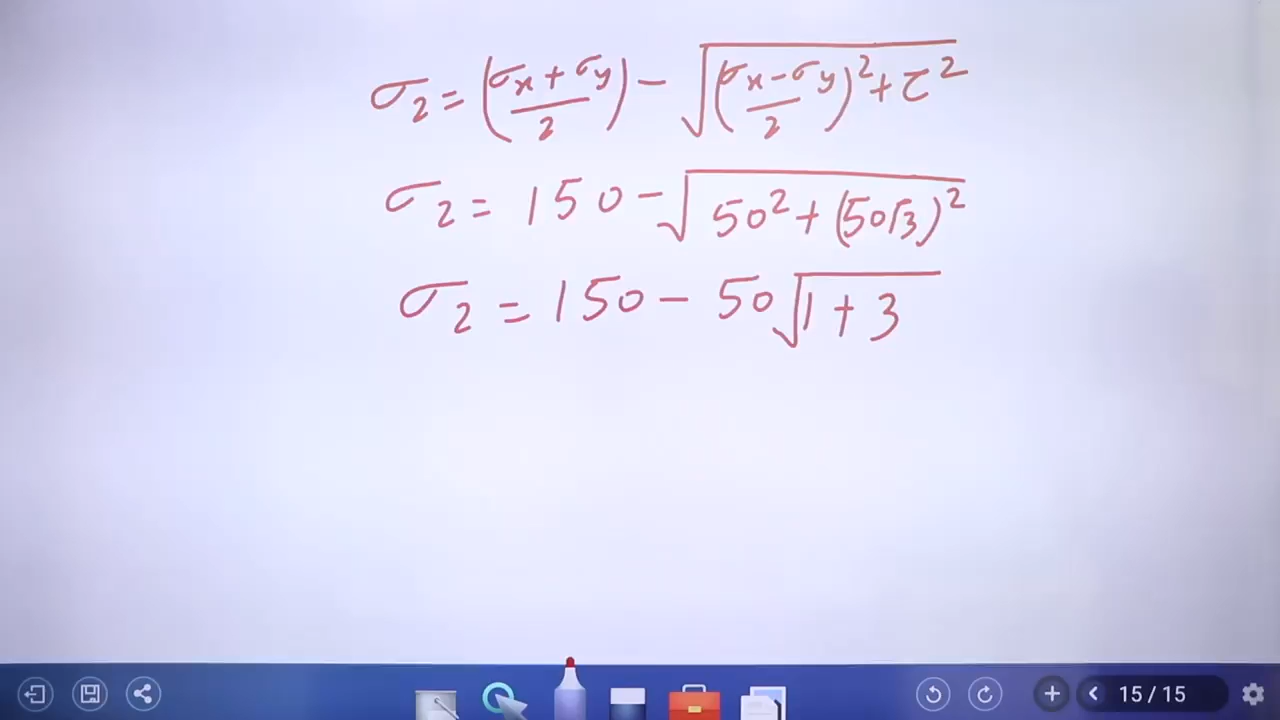 σ₂ = (σx + σy / 2) − √((σx − σy / 2)² + τ²)
σ₂ = 150 − √(50² + (50√3)²)
σ₂ = 150 − 50√(1 + 3)
15 / 15